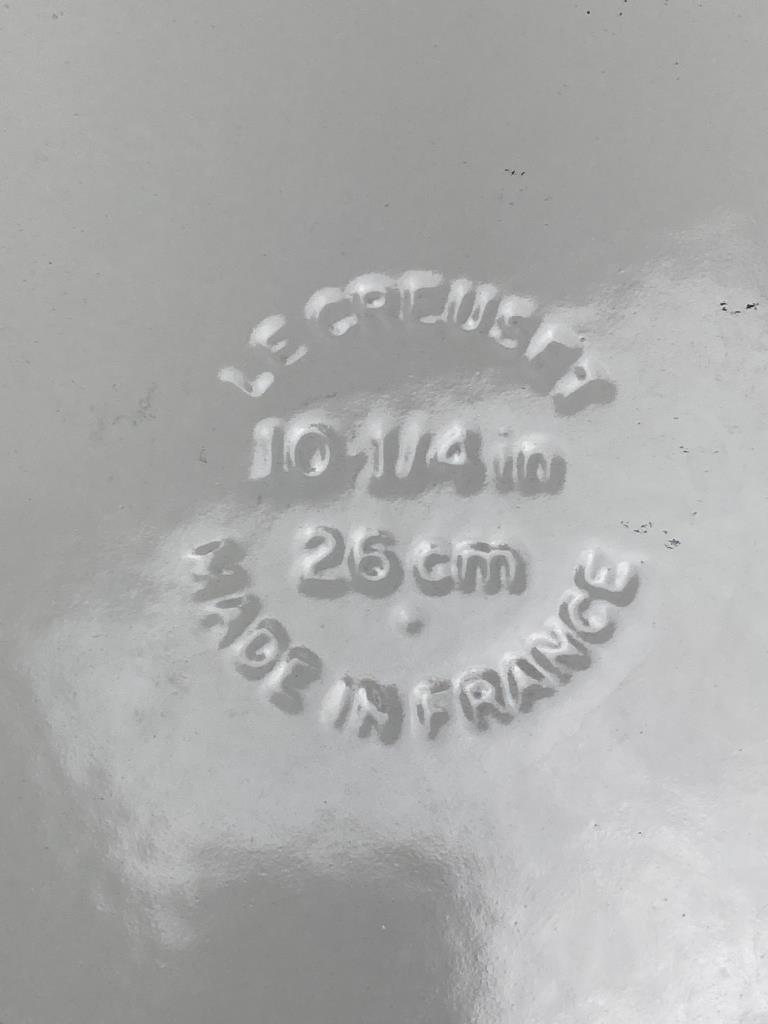 LE CREUSET
10 1/4 in
26 cm
MADE IN FRANCE